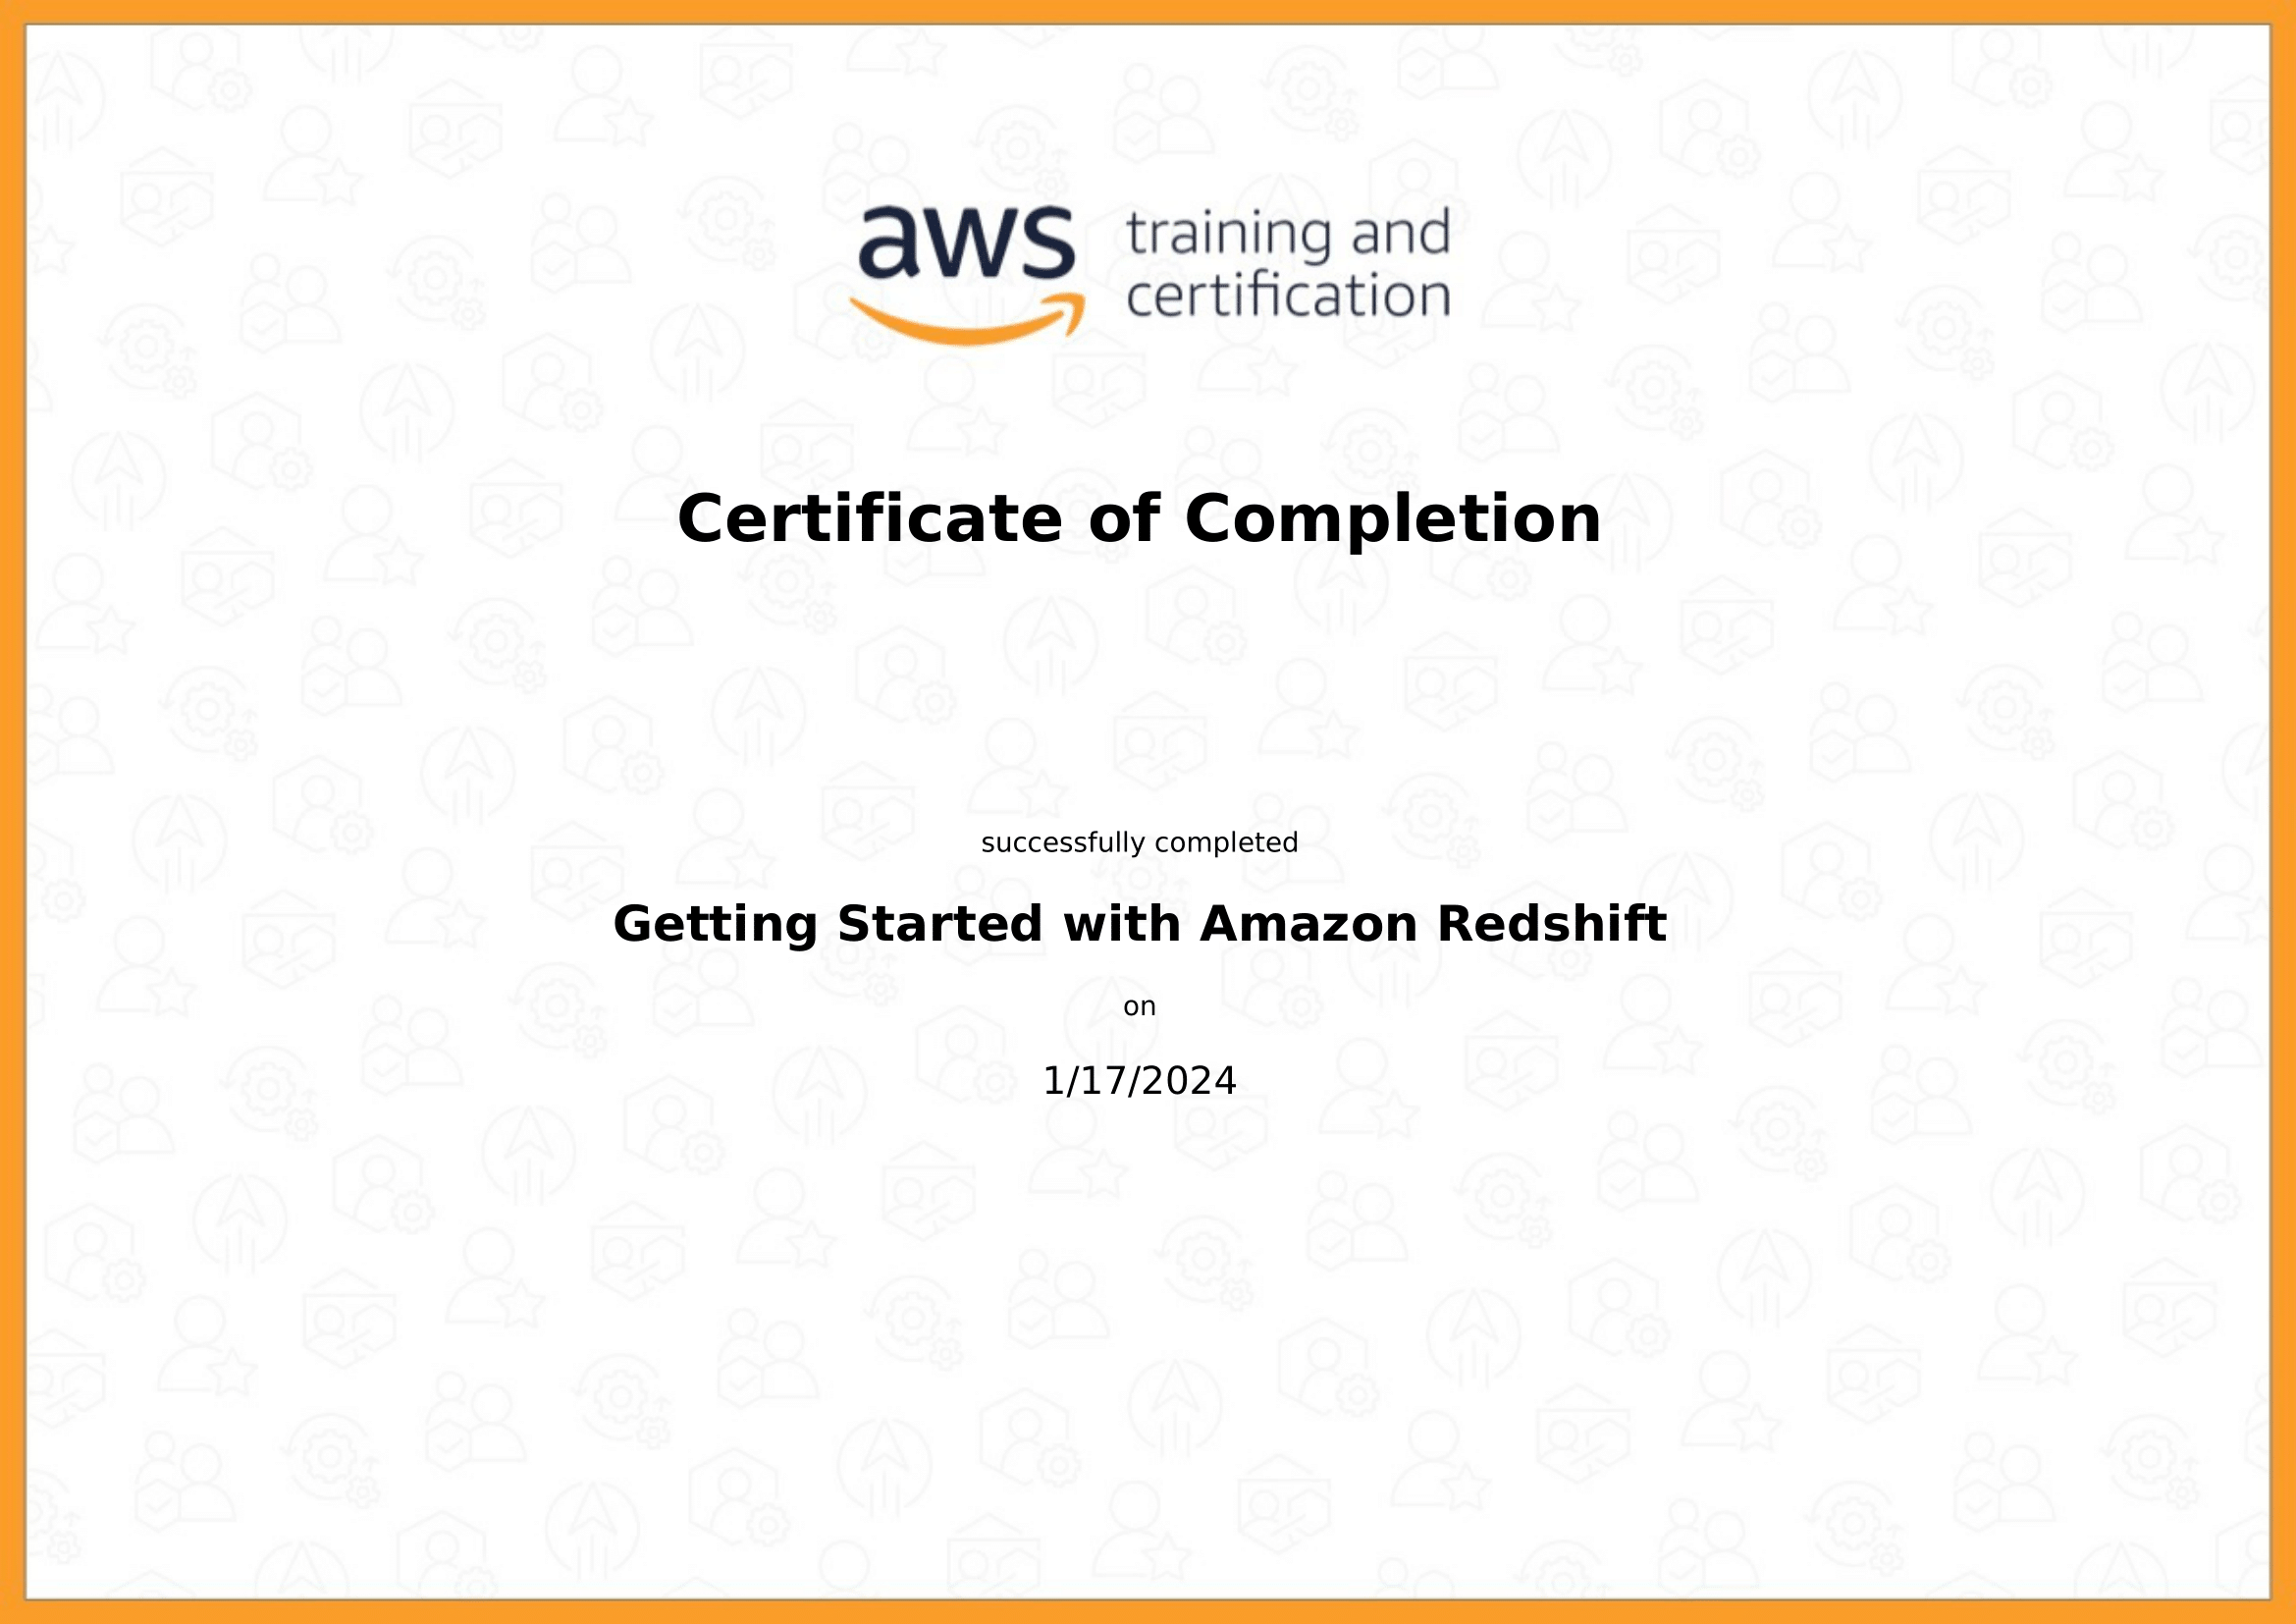 aws training and
certification
Certificate of Completion
successfully completed
Getting Started with Amazon Redshift
on
1/17/2024